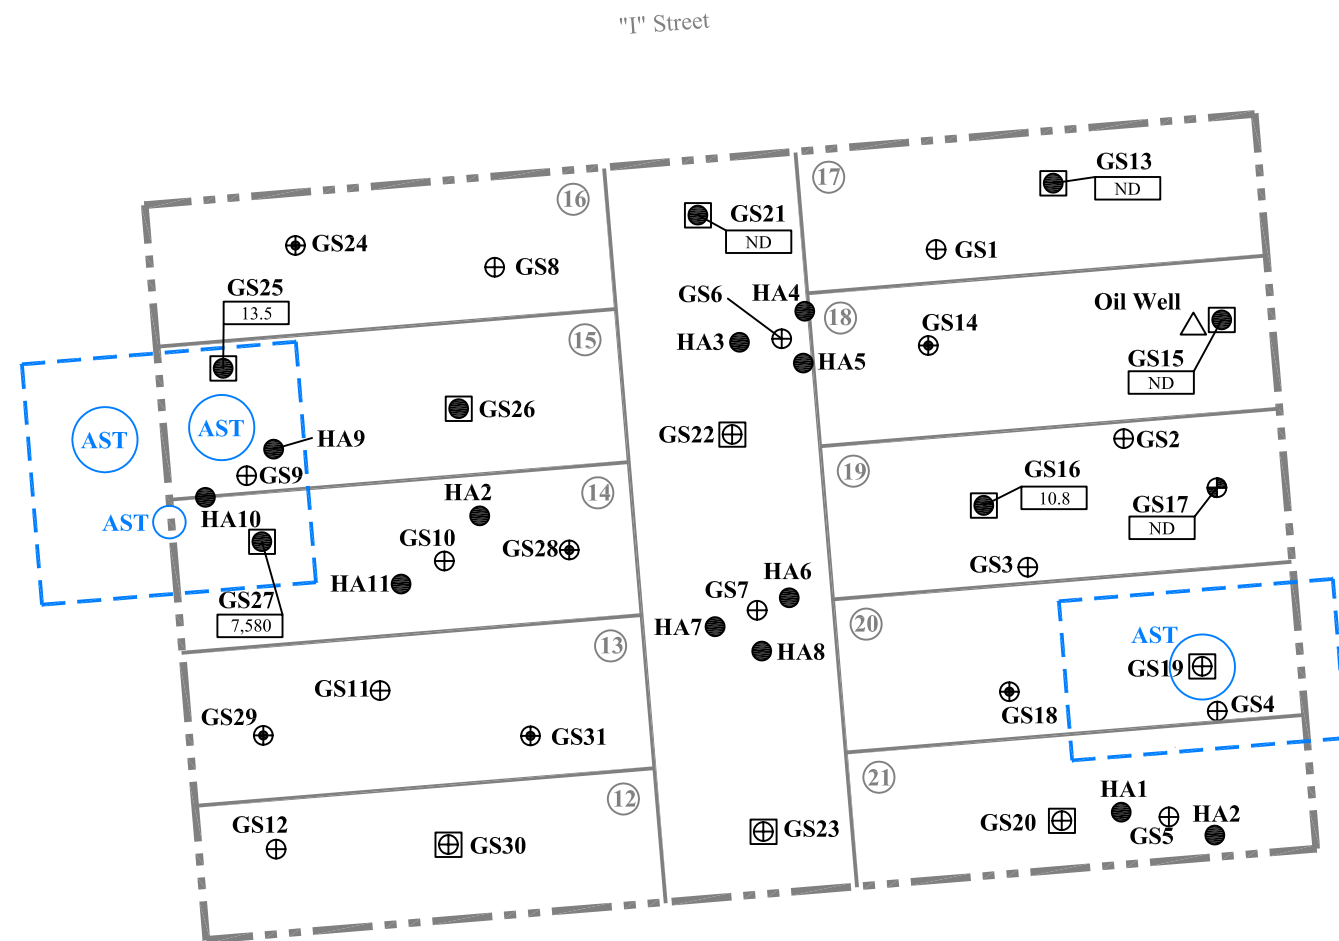 "I" Street
16
17
GS13
ND
GS24
GS8
GS21
ND
GS1
GS25
13.5
GS6
HA4
18
GS14
Oil Well
HA3
HA5
GS15
ND
15
GS26
AST
AST
HA9
GS22
GS2
GS9
14
19
GS16
10.8
GS17
ND
AST
HA10
HA2
GS10
GS28
GS3
HA11
GS27
7,580
HA6
GS7
HA7
HA8
20
AST
GS19
13
GS11
GS18
GS4
GS29
GS31
21
12
HA1
GS12
GS30
GS23
GS20
GS5
HA2